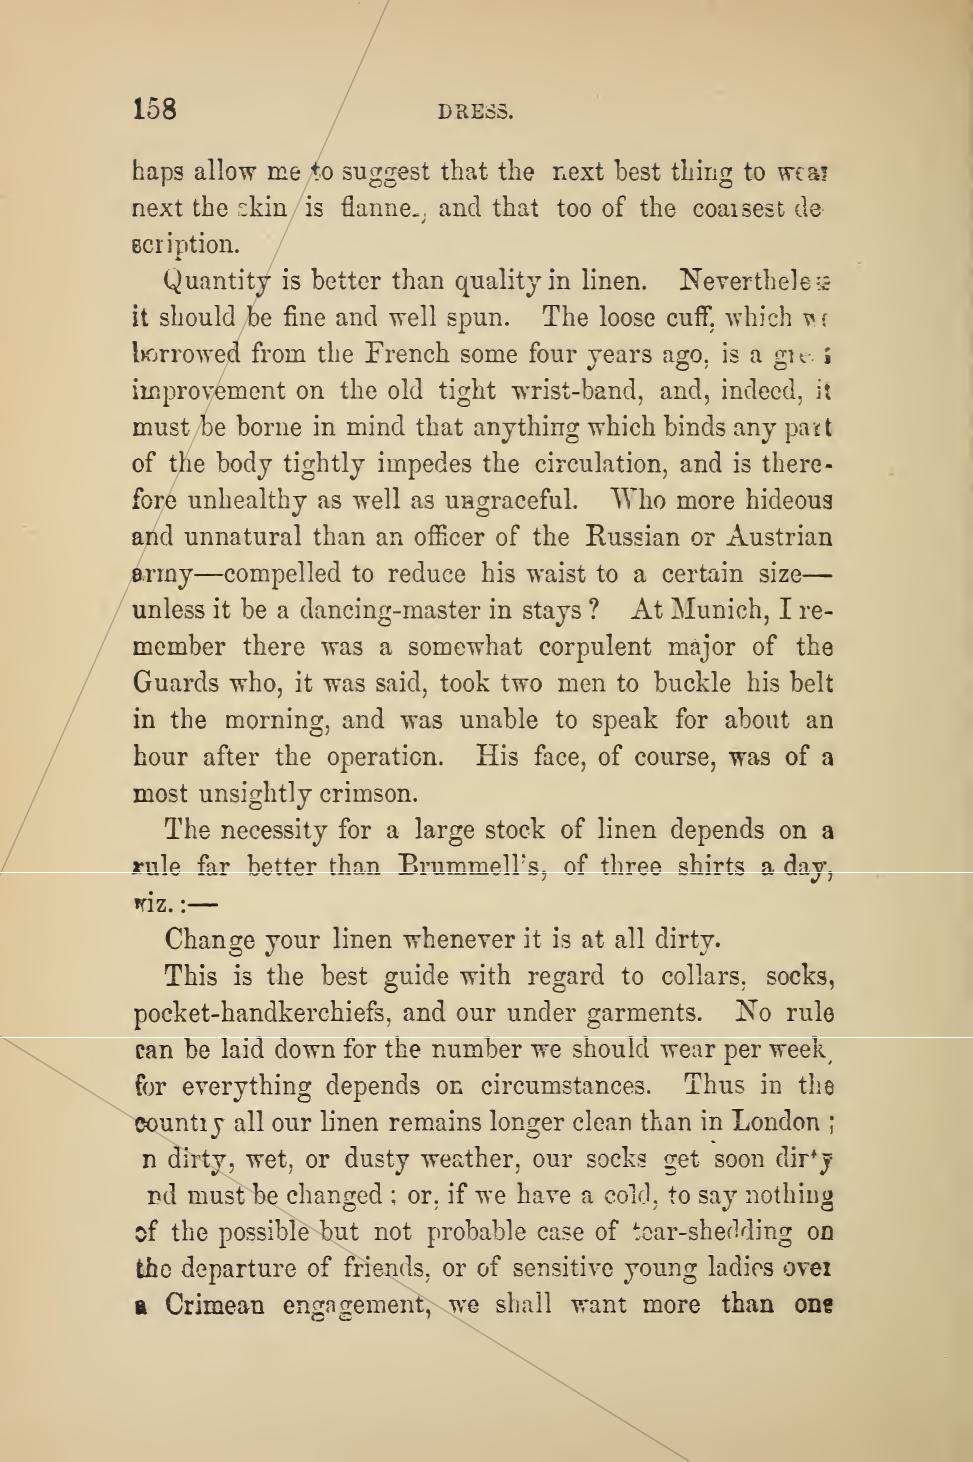 158 DRESS.
haps allow me to suggest that the next best thing to wear
next the skin is flannel, and that too of the coarsest de-
scription.
Quantity is better than quality in linen. Nevertheless
it should be fine and well spun. The loose cuff, which we
borrowed from the French some four years ago, is a great
improvement on the old tight wrist-band, and, indeed, it
must be borne in mind that anything which binds any part
of the body tightly impedes the circulation, and is there-
fore unhealthy as well as ungraceful. Who more hideous
and unnatural than an officer of the Russian or Austrian
army—compelled to reduce his waist to a certain size—
unless it be a dancing-master in stays? At Munich, I re-
member there was a somewhat corpulent major of the
Guards who, it was said, took two men to buckle his belt
in the morning, and was unable to speak for about an
hour after the operation. His face, of course, was of a
most unsightly crimson.
The necessity for a large stock of linen depends on a
rule far better than Brummell's, of three shirts a day,
viz.:—
Change your linen whenever it is at all dirty.
This is the best guide with regard to collars, socks,
pocket-handkerchiefs, and our under garments. No rule
can be laid down for the number we should wear per week,
for everything depends on circumstances. Thus in the
country all our linen remains longer clean than in London;
n dirty, wet, or dusty weather, our socks get soon dirty
nd must be changed; or, if we have a cold, to say nothing
of the possible but not probable case of tear-shedding on
the departure of friends, or of sensitive young ladies over
a Crimean engagement, we shall want more than one